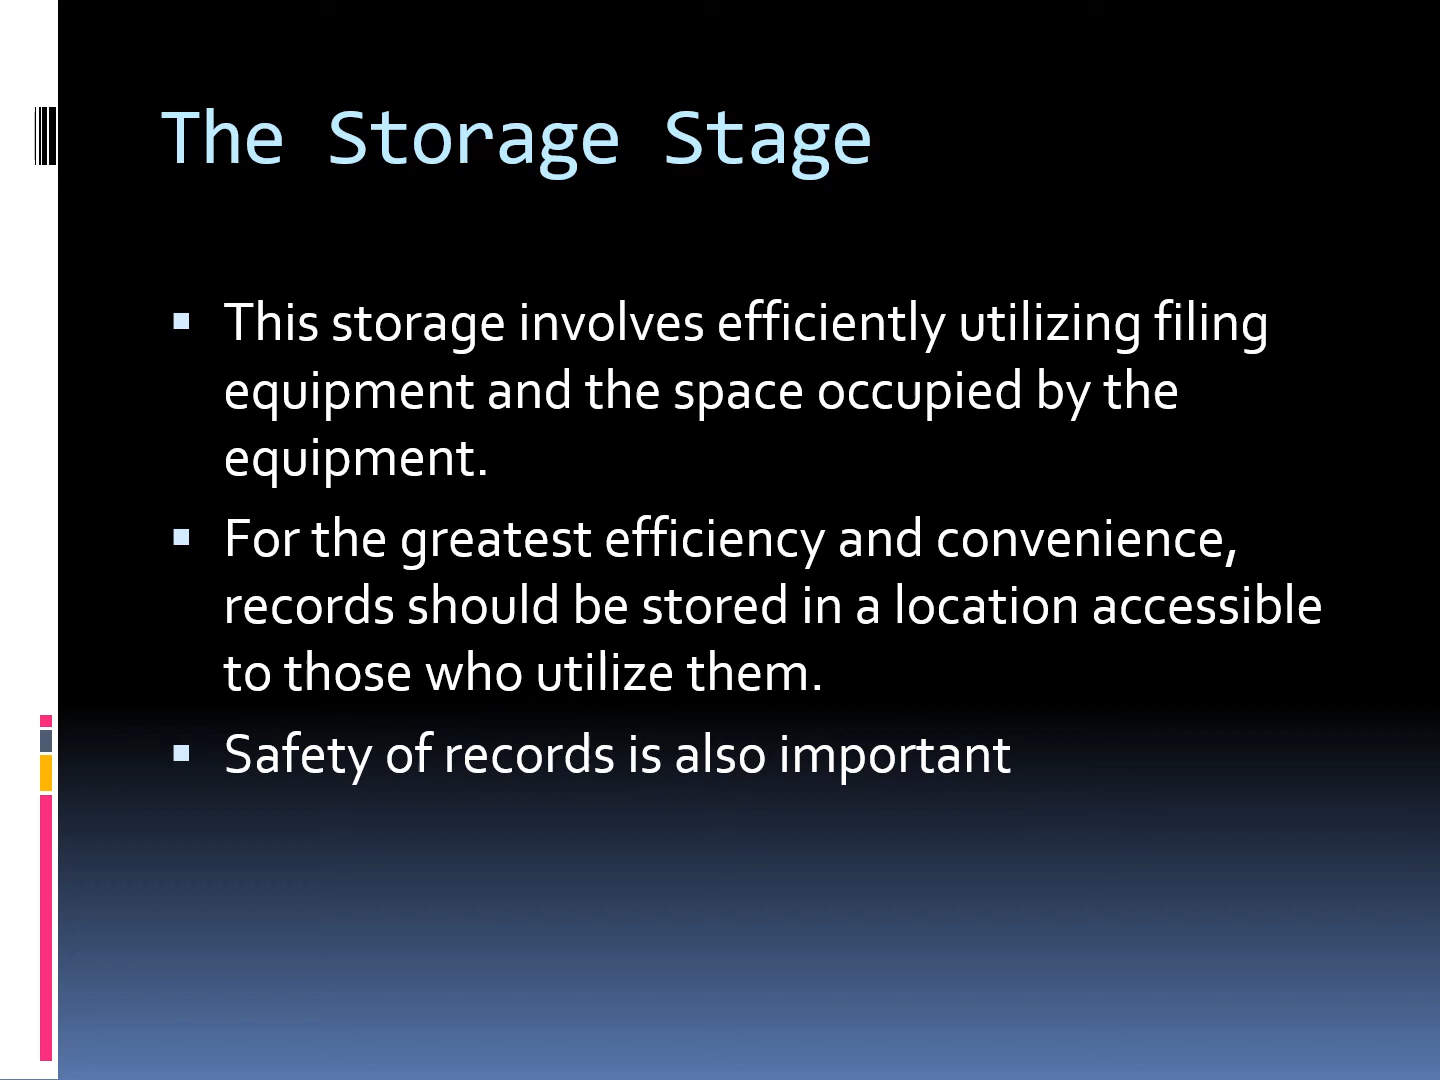 The Storage Stage
This storage involves efficiently utilizing filing
equipment and the space occupied by the
equipment.
For the greatest efficiency and convenience,
records should be stored in a location accessible
to those who utilize them.
Safety of records is also important